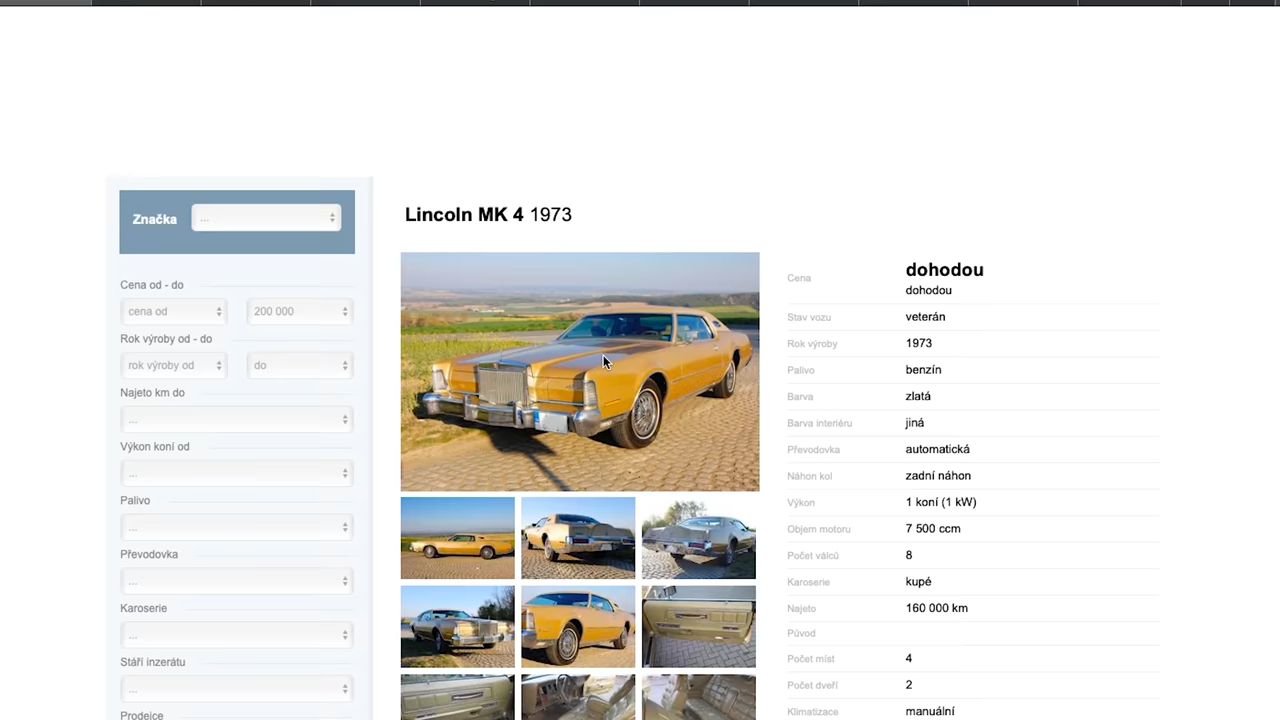 Značka
...
Cena od - do
cena od
200 000
Rok výroby od - do
rok výroby od
do
Najeto km do
...
Výkon koní od
...
Palivo
...
Převodovka
...
Karoserie
...
Stáří inzerátu
...
Prodejce
Lincoln MK 4 1973
Cena dohodou
dohodou
Stav vozu veterán
Rok výroby 1973
Palivo benzín
Barva zlatá
Barva interiéru jiná
Převodovka automatická
Náhon kol zadní náhon
Výkon 1 koní (1 kW)
Objem motoru 7 500 ccm
Počet válců 8
Karoserie kupé
Najeto 160 000 km
Původ
Počet míst 4
Počet dveří 2
Klimatizace manuální